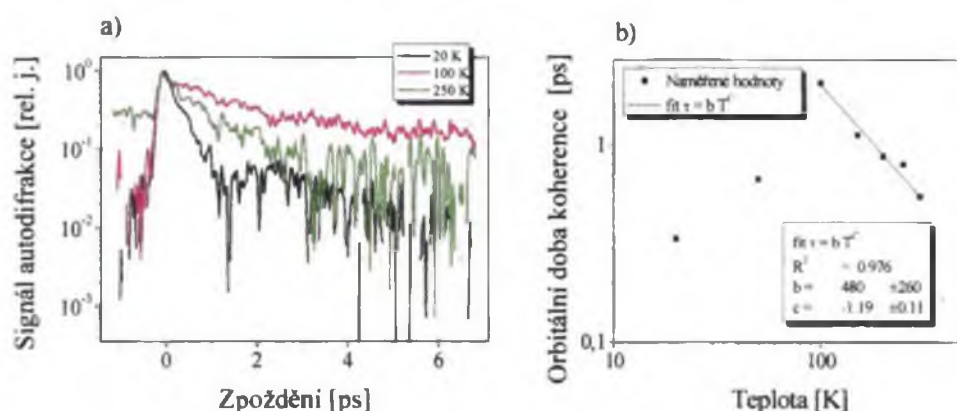 a)
Signál autodifrakce [rel. j.]
10⁰
10⁻¹
10⁻²
10⁻³
20 K
100 K
250 K
0
2
4
6
Zpoždění [ps]
b)
Orbitální doba koherence [ps]
1
0,1
Naměřené hodnoty
fit τ = b T^c
fit τ = b T^c
R² = 0.976
b = 480 ±260
c = -1.19 ±0.11
10
100
Teplota [K]